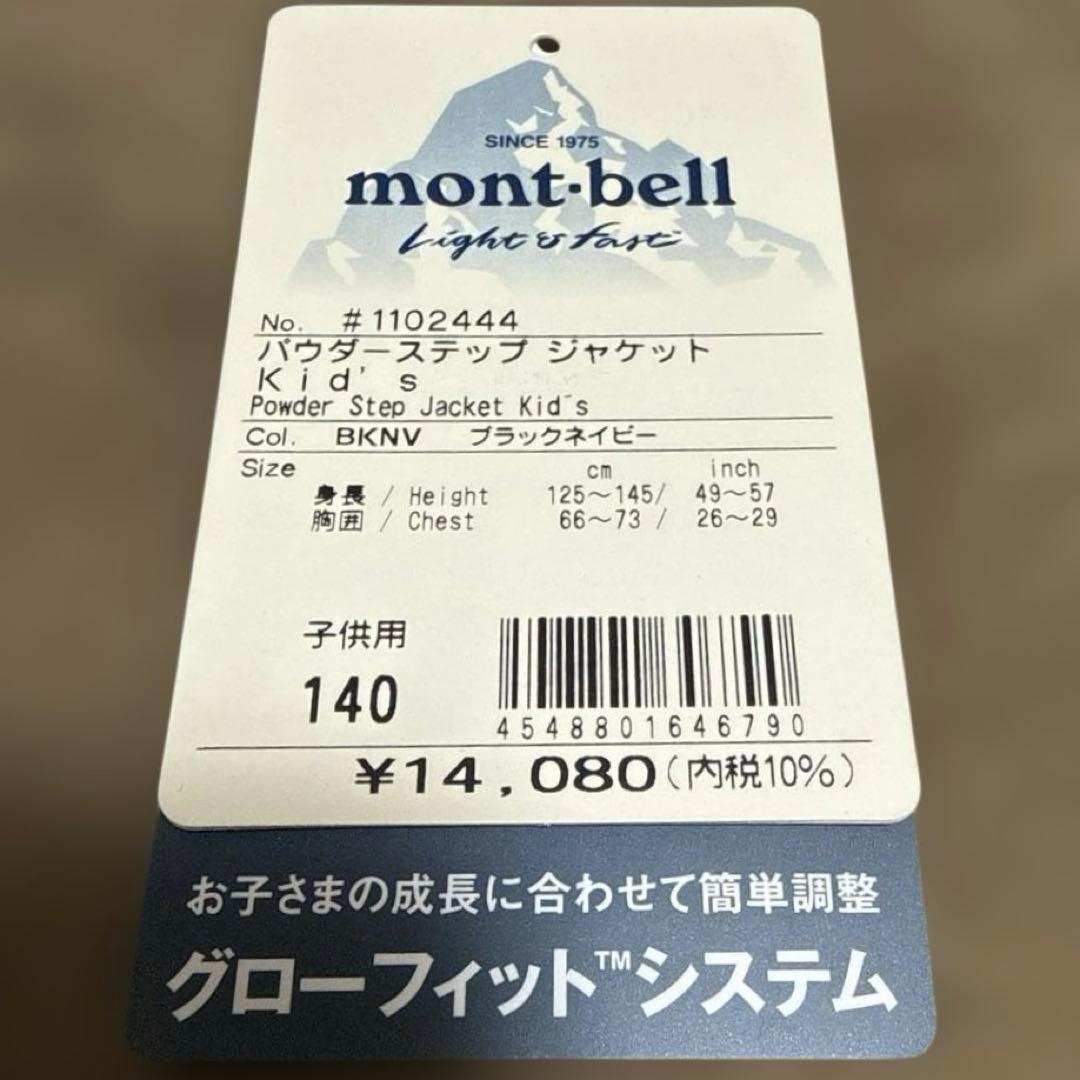 SINCE 1975
mont·bell
Light & Fast
No. #1102444
パウダーステップ ジャケット
Kid's
Powder Step Jacket Kid's
Col. BKNV ブラックネイビー
Size cm inch
身長 / Height 125~145/ 49~57
胸囲 / Chest 66~73 / 26~29
子供用
140
4548801646790
¥14,080(内税10%)
お子さまの成長に合わせて簡単調整
グローフィット™システム